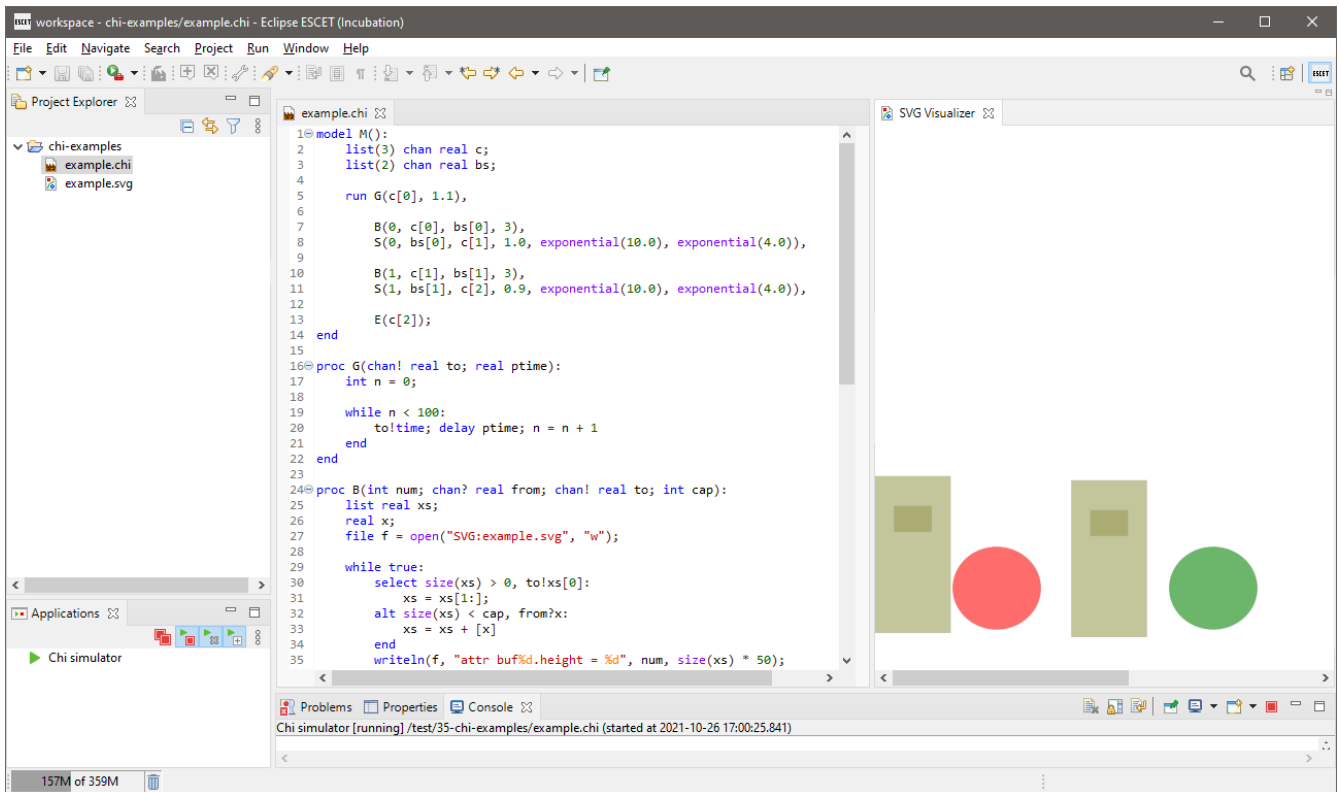 workspace - chi-examples/example.chi - Eclipse ESCET (Incubation)
File Edit Navigate Search Project Run Window Help
ESCET
Project Explorer
chi-examples
example.chi
example.svg
example.chi
1 model M():
2 list(3) chan real c;
3 list(2) chan real bs;
4
5 run G(c[0], 1.1),
6
7 B(0, c[0], bs[0], 3),
8 S(0, bs[0], c[1], 1.0, exponential(10.0), exponential(4.0)),
9
10 B(1, c[1], bs[1], 3),
11 S(1, bs[1], c[2], 0.9, exponential(10.0), exponential(4.0)),
12
13 E(c[2]);
14 end
15
16 proc G(chan! real to; real ptime):
17 int n = 0;
18
19 while n < 100:
20 to!time; delay ptime; n = n + 1
21 end
22 end
23
24 proc B(int num; chan? real from; chan! real to; int cap):
25 list real xs;
26 real x;
27 file f = open("SVG:example.svg", "w");
28
29 while true:
30 select size(xs) > 0, to!xs[0]:
31 xs = xs[1:];
32 alt size(xs) < cap, from?x:
33 xs = xs + [x]
34 end
35 writeln(f, "attr buf%d.height = %d", num, size(xs) * 50);
SVG Visualizer
Applications
Chi simulator
Problems Properties Console
Chi simulator [running] /test/35-chi-examples/example.chi (started at 2021-10-26 17:00:25.841)
157M of 359M